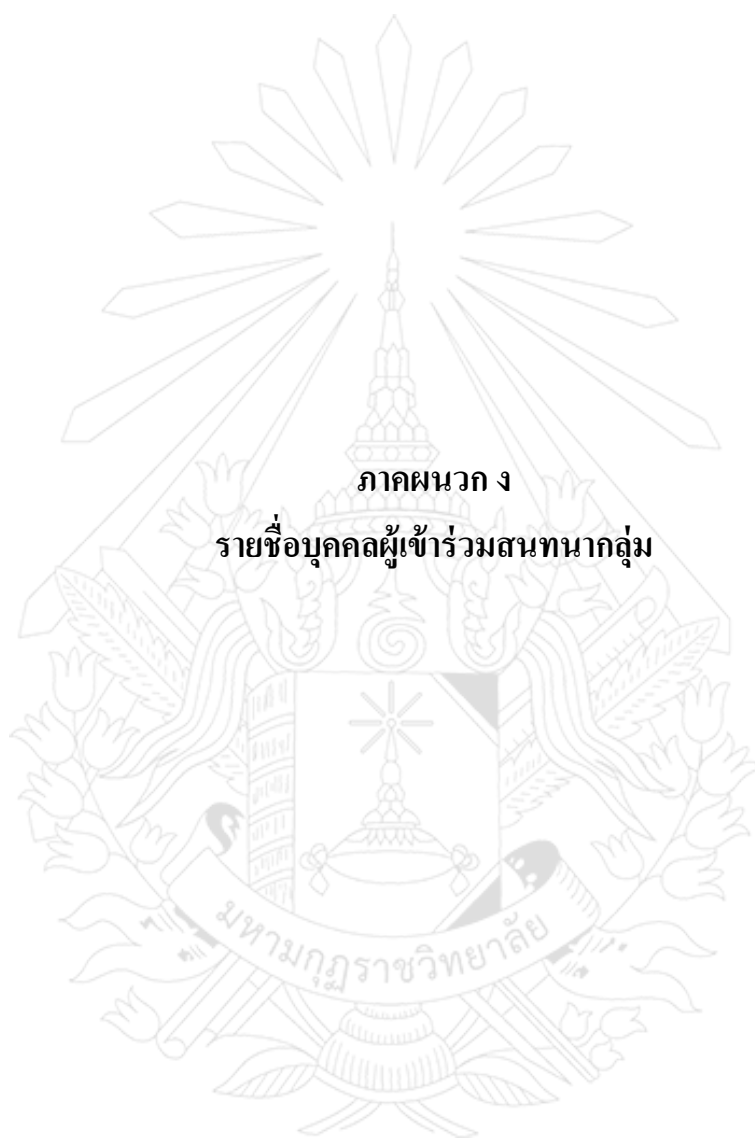 ภาคผนวก ง
รายชื่อบุคคลผู้เข้าร่วมสนทนากลุ่ม
มหามกุฏราชวิทยาลัย